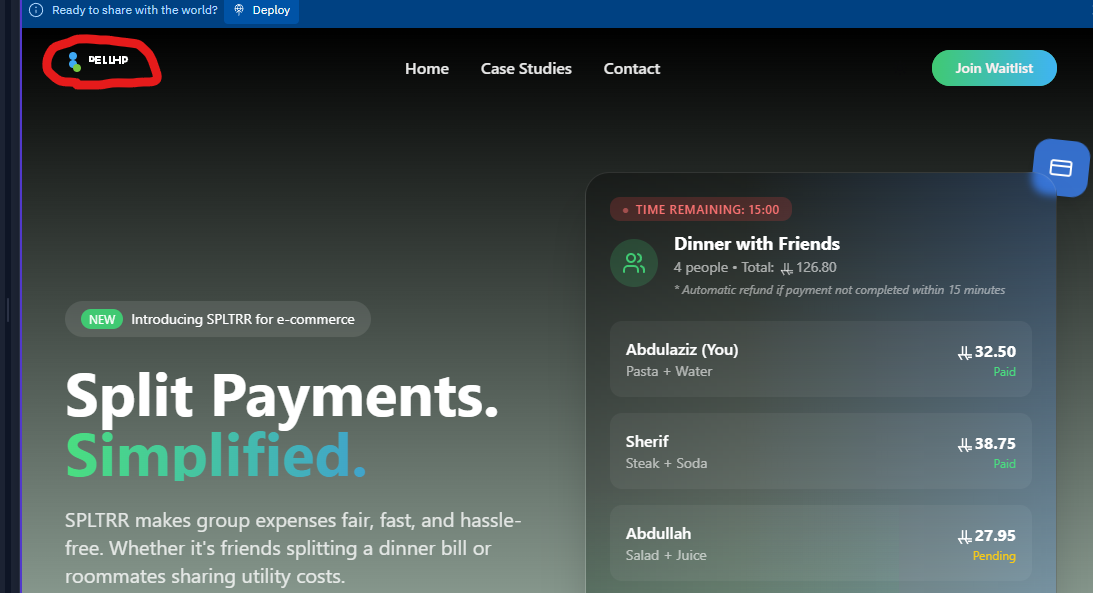 Ready to share with the world? Deploy
Home Case Studies Contact Join Waitlist
TIME REMAINING: 15:00
Dinner with Friends
4 people • Total: 126.80
* Automatic refund if payment not completed within 15 minutes
NEW Introducing SPLTRR for e-commerce
Split Payments.
Simplified.
SPLTRR makes group expenses fair, fast, and hassle-
free. Whether it's friends splitting a dinner bill or
roommates sharing utility costs.
Abdulaziz (You) 32.50
Pasta + Water Paid
Sherif 38.75
Steak + Soda Paid
Abdullah 27.95
Salad + Juice Pending